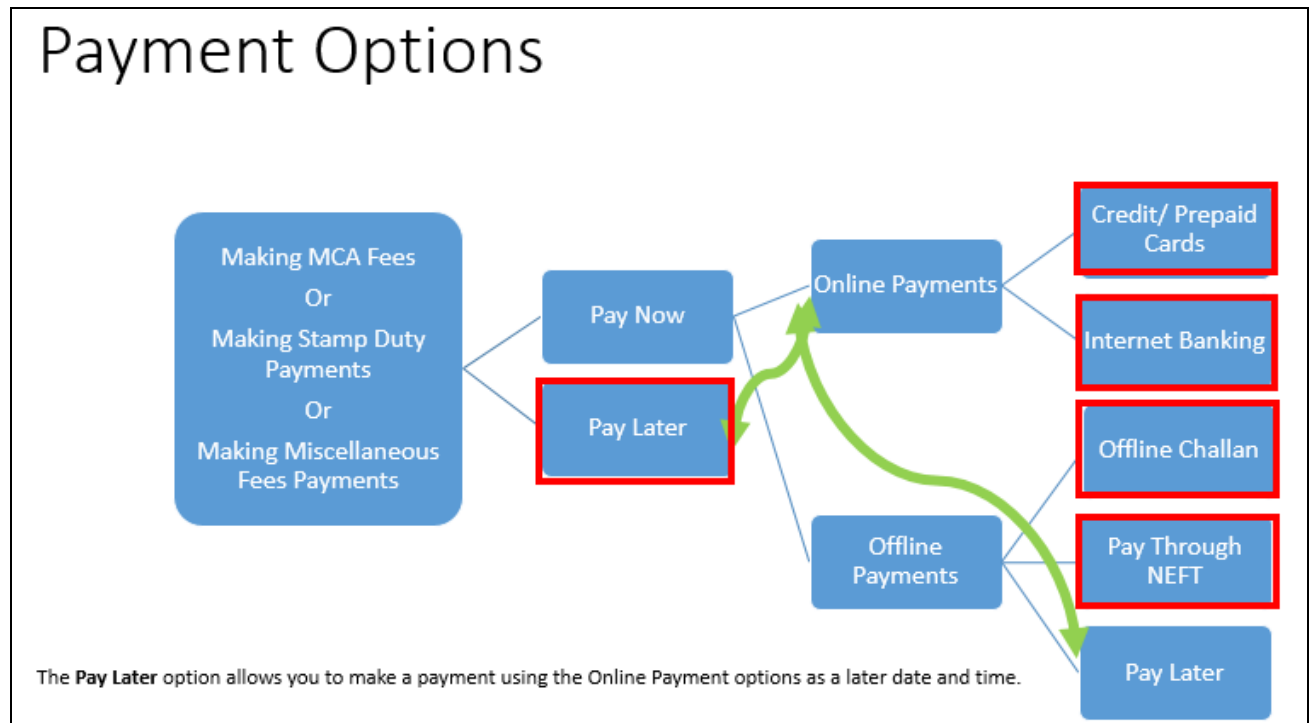 Payment Options
Making MCA Fees
Or
Making Stamp Duty
Payments
Or
Making Miscellaneous
Fees Payments
Pay Now
Pay Later
Online Payments
Offline
Payments
Credit/ Prepaid
Cards
Internet Banking
Offline Challan
Pay Through
NEFT
Pay Later
The Pay Later option allows you to make a payment using the Online Payment options as a later date and time.